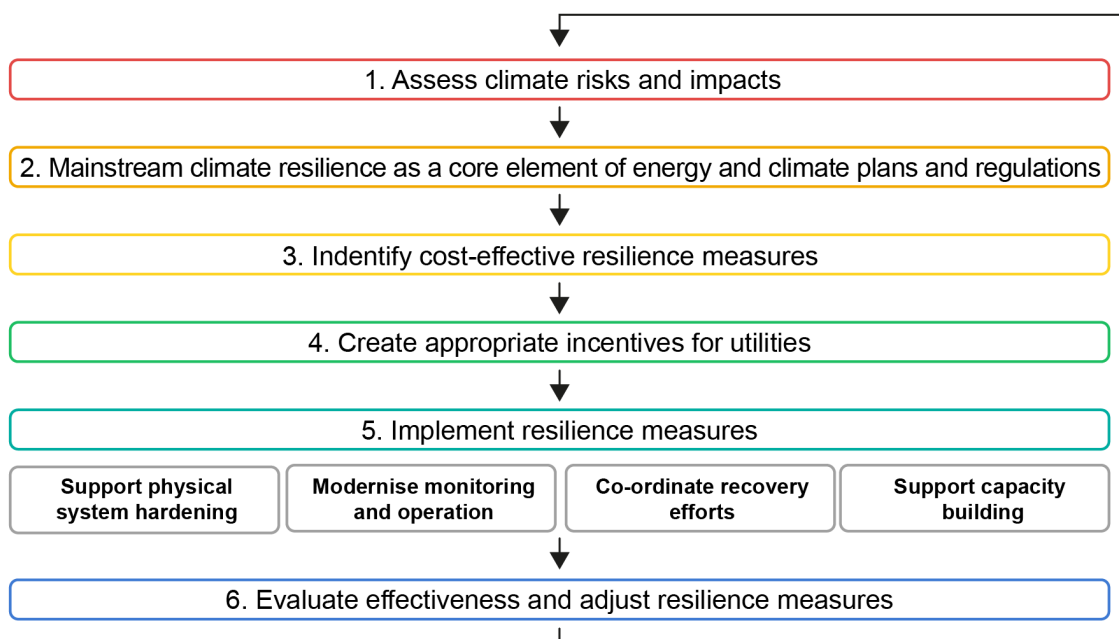 1. Assess climate risks and impacts
2. Mainstream climate resilience as a core element of energy and climate plans and regulations
3. Indentify cost-effective resilience measures
4. Create appropriate incentives for utilities
5. Implement resilience measures
Support physical
system hardening
Modernise monitoring
and operation
Co-ordinate recovery
efforts
Support capacity
building
6. Evaluate effectiveness and adjust resilience measures